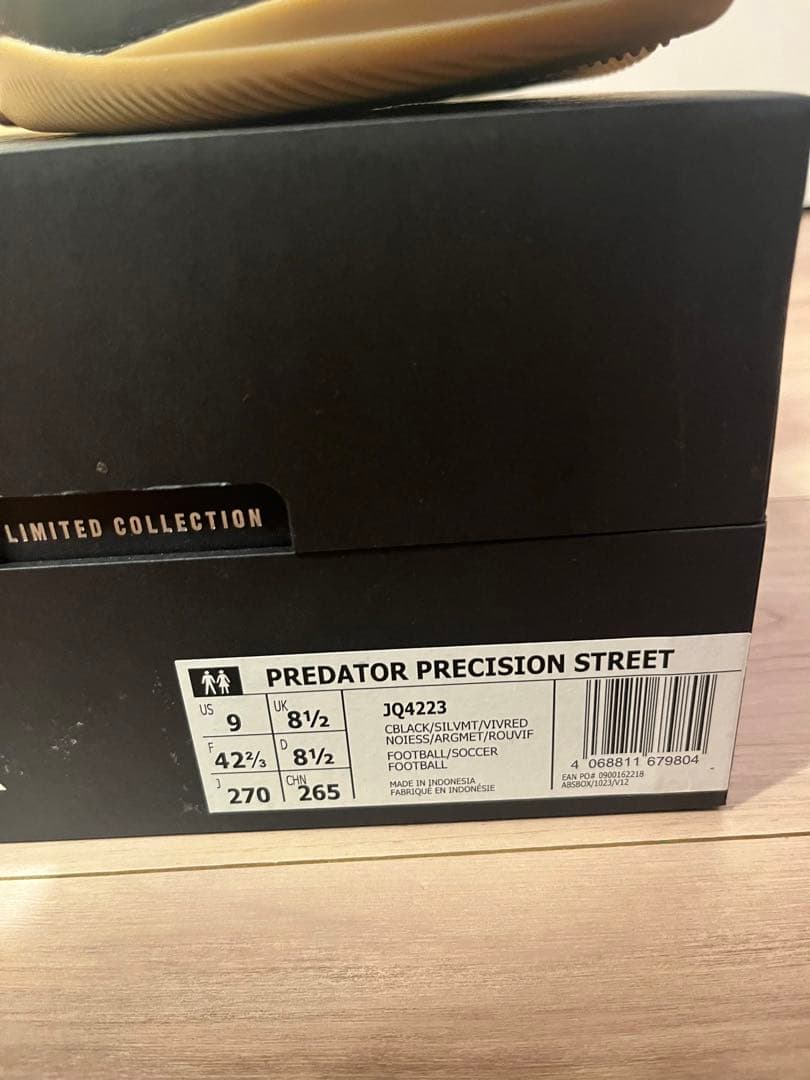 LIMITED COLLECTION
PREDATOR PRECISION STREET
US 9 UK 8½
F 42⅔ D 8½
J 270 CHN 265
JQ4223
CBLACK/SILVMT/VIVRED
NOIESS/ARGMET/ROUVIF
FOOTBALL/SOCCER
FOOTBALL
MADE IN INDONESIA
FABRIQUÉ EN INDONÉSIE
4 068811 679804
EAN PO# 0900162218
ABSBOX/1023/V12